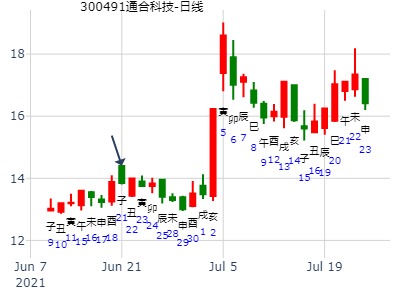 300491通合科技-日线
18
16
14
12
子 丑 寅 午 未 申 酉 子 丑 寅 卯 辰 未 申 酉 戌 亥 寅 卯 辰 巳 午 酉 戌 亥 子 丑 辰 巳 午 未 申
9 10 11 15 16 17 18 21 22 23 24 25 28 29 30 1 2 5 6 7 8 9 12 13 14 15 16 19 20 21 22 23
Jun 7 Jun 21 Jul 5 Jul 19
2021